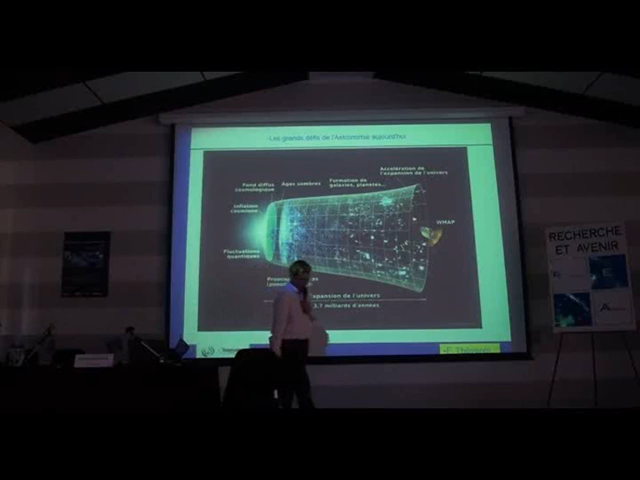 -Les grands défis de l'Astronomie aujourd'hui
Accélération de
l'expansion de l'univers
Fond diffus
cosmologique
Ages sombres
Formation de
galaxies, planètes...
Inflation
cosmique
WMAP
Fluctuations
quantiques
Expansion de l'univers
3,7 milliards d'années.
RECHERCHE
ET AVENIR